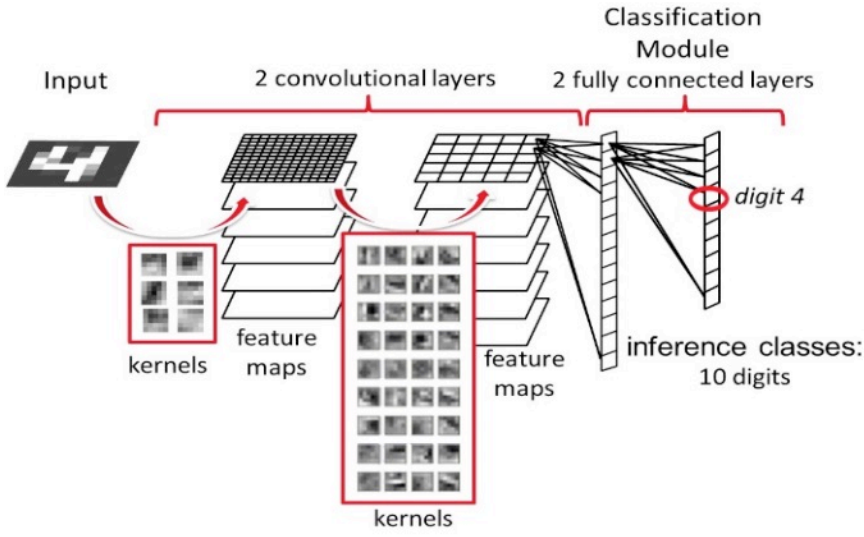 Classification
Module
Input
2 convolutional layers
2 fully connected layers
digit 4
kernels
feature
maps
feature
maps
inference classes:
10 digits
kernels